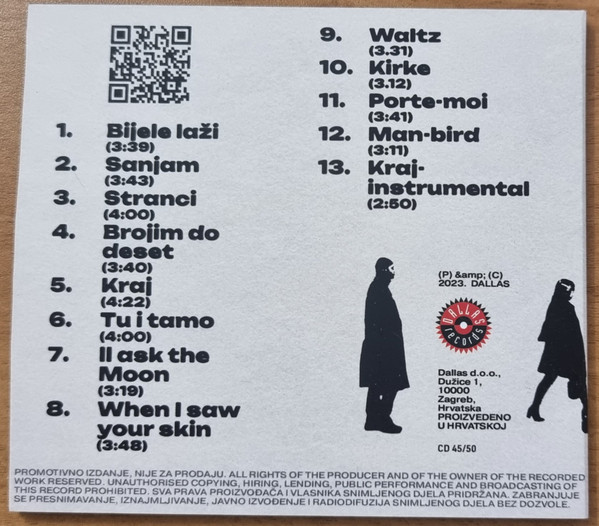 1. Bijele laži
(3:39)
2. Sanjam
(3:43)
3. Stranci
(4:00)
4. Brojim do
deset
(3:40)
5. Kraj
(4:22)
6. Tu i tamo
(4:00)
7. Il ask the
Moon
(3:19)
8. When I saw
your skin
(3:48)
9. Waltz
(3.31)
10. Kirke
(3.12)
11. Porte-moi
(3:41)
12. Man-bird
(3:11)
13. Kraj-
instrumental
(2:50)
(P) &amp; (C)
2023. DALLAS
DALLAS
records
Dallas d.o.o.,
Dužice 1,
10000
Zagreb,
Hrvatska
PROIZVEDENO
U HRVATSKOJ
CD 45/50
PROMOTIVNO IZDANJE, NIJE ZA PRODAJU. ALL RIGHTS OF THE PRODUCER AND OF THE OWNER OF THE RECORDED
WORK RESERVED. UNAUTHORISED COPYING, HIRING, LENDING, PUBLIC PERFORMANCE AND BROADCASTING OF
THIS RECORD PROHIBITED. SVA PRAVA PROIZVOĐAČA I VLASNIKA SNIMLJENOG DJELA PRIDRŽANA. ZABRANJUJE
SE PRESNIMAVANJE, IZNAJMLJIVANJE, JAVNO IZVOĐENJE I RADIODIFUZIJA SNIMLJENOG DJELA BEZ DOZVOLE.